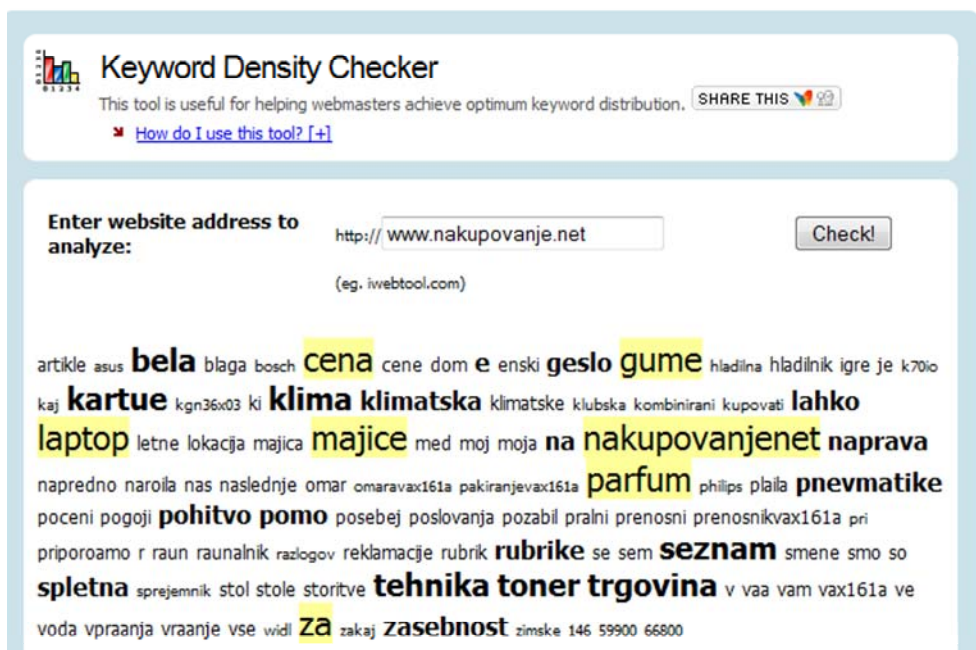 Keyword Density Checker
This tool is useful for helping webmasters achieve optimum keyword distribution. SHARE THIS
How do I use this tool? [+]
Enter website address to analyze:
http:// www.nakupovanje.net Check!
(eg. iwebtool.com)
artikle asus bela blaga bosch cena cene dom e enski geslo gume hladilna hladilnik igre je k70io
kaj kartue kgn36x03 ki klima klimatska klimatske klubska kombinirani kupovati lahko
laptop letne lokacija majica majice med moj moja na nakupovanjenet naprava
napredno naroila nas naslednje omar omaravax161a pakiranjevax161a parfum philips plaila pnevmatike
poceni pogoji pohitvo pomo posebej poslovanja pozabil pralni prenosni prenosnikvax161a pri
priporoamo r raun raunalnik razlogov reklamacije rubrik rubrike se sem seznam smene smo so
spletna sprejemnik stol stole storitve tehnika toner trgovina v vaa vam vax161a ve
voda vpraanja vraanje vse widl za zakaj zasebnost zimske 146 59900 66800